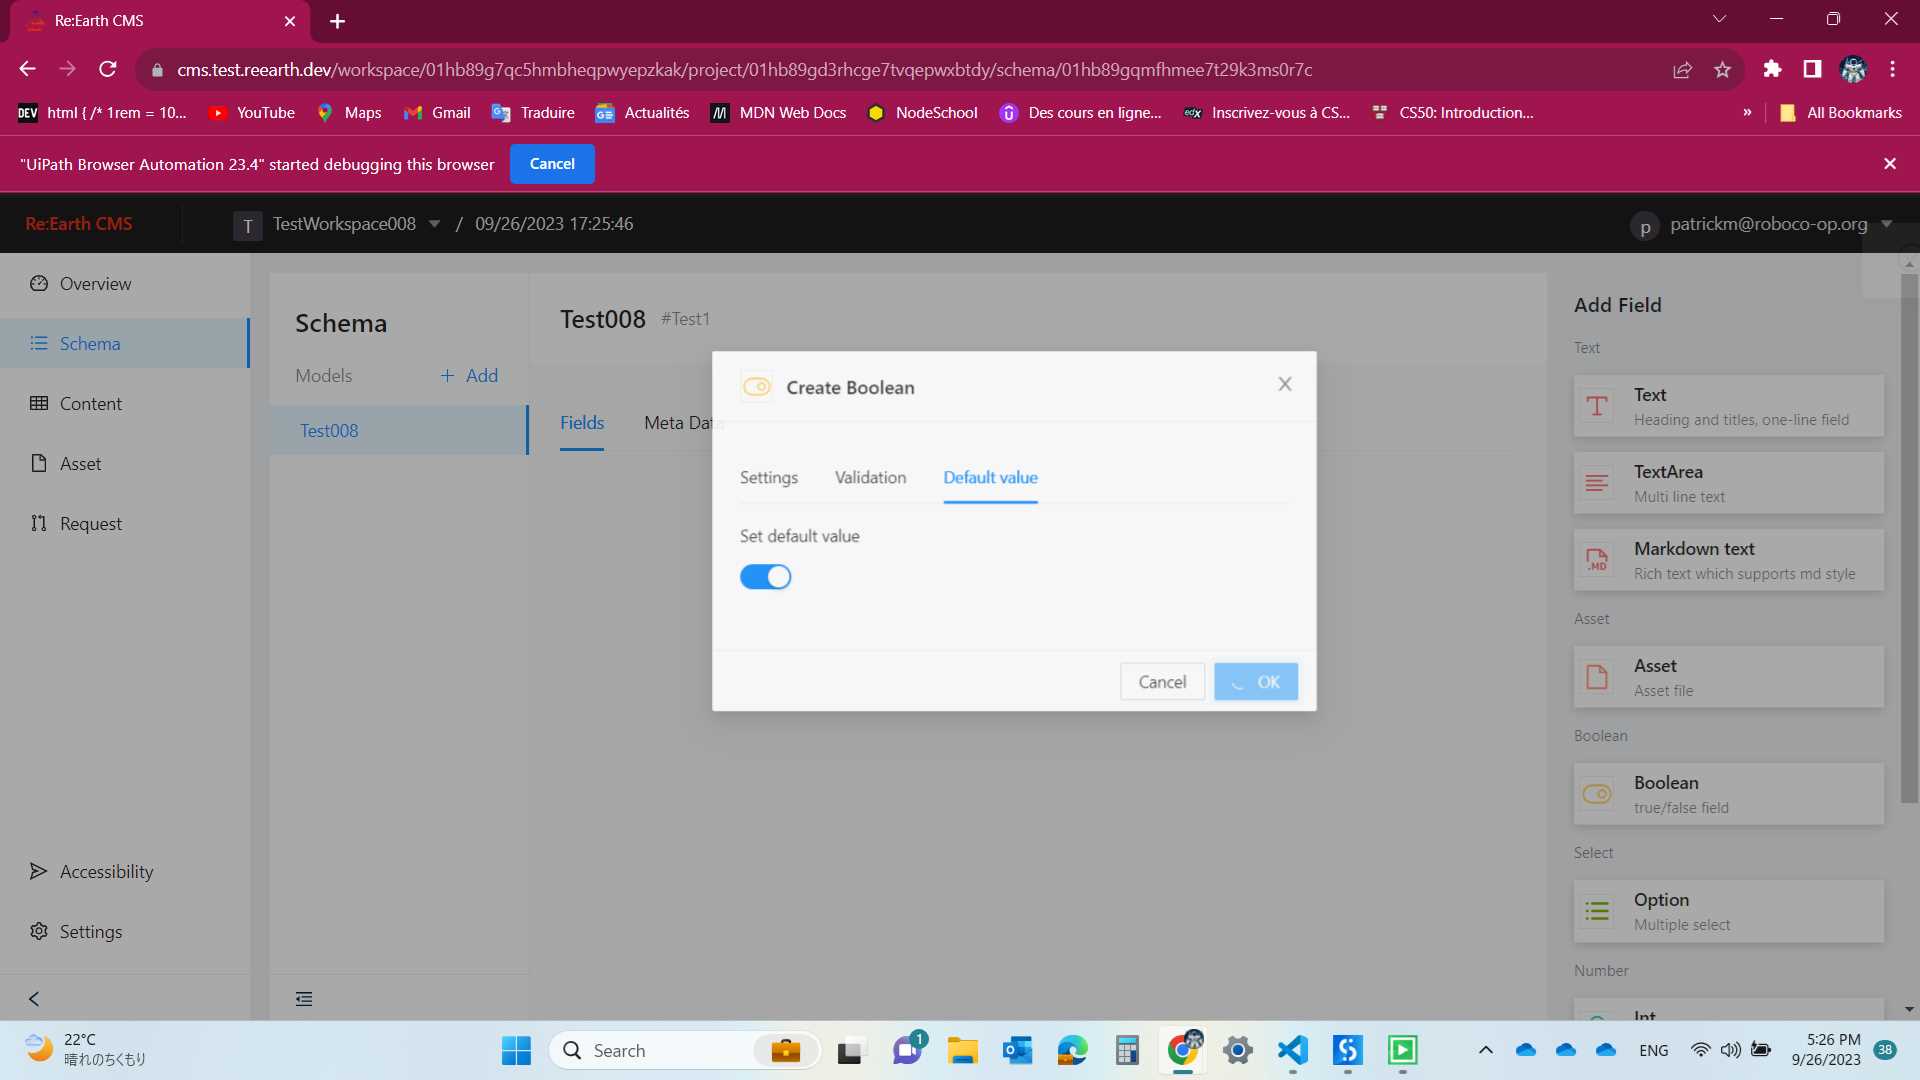 Re:Earth CMS
cms.test.reearth.dev/workspace/01hb89g7qc5hmbheqpwyepzkak/project/01hb89gd3rhcge7tvqepwxbtdy/schema/01hb89gqmfhmee7t29k3ms0r7c
DEV html { /* 1rem = 10... YouTube Maps Gmail Traduire Actualités MDN Web Docs NodeSchool Des cours en ligne... edX Inscrivez-vous à CS... CS50: Introduction... » All Bookmarks
"UiPath Browser Automation 23.4" started debugging this browser Cancel
Re:Earth CMS T TestWorkspace008 / 09/26/2023 17:25:46 p patrickm@roboco-op.org
Overview
Schema
Content
Asset
Request
Accessibility
Settings
Schema
Models + Add
Test008
Test008 #Test1
Fields Meta Data
Create Boolean
Settings Validation Default value
Set default value
Cancel OK
Add Field
Text
Text
Heading and titles, one-line field
TextArea
Multi line text
.MD
Markdown text
Rich text which supports md style
Asset
Asset
Asset file
Boolean
Boolean
true/false field
Select
Option
Multiple select
Number
Int
22°C
晴れのちくもり
Search
1
ENG
5:26 PM
9/26/2023
38